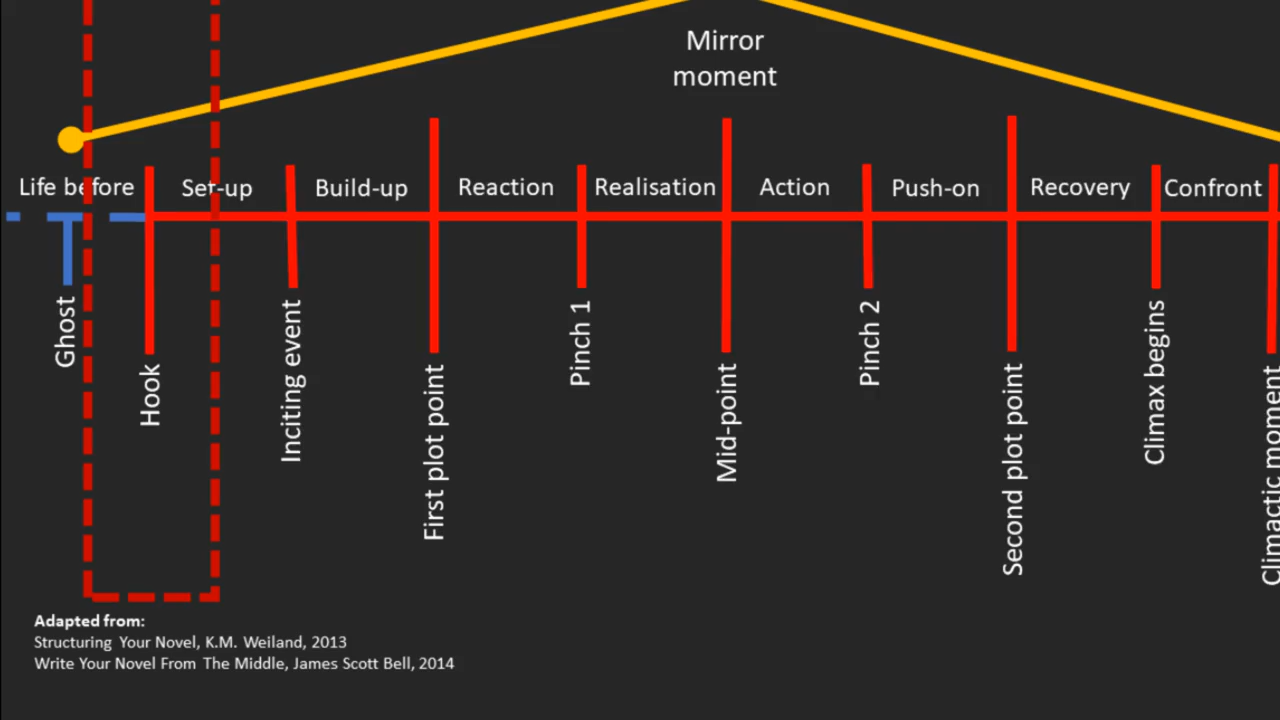 Mirror
moment
Life before
Set-up
Build-up
Reaction
Realisation
Action
Push-on
Recovery
Confront
Ghost
Hook
Inciting event
First plot point
Pinch 1
Mid-point
Pinch 2
Second plot point
Climax begins
Climactic moment
Adapted from:
Structuring Your Novel, K.M. Weiland, 2013
Write Your Novel From The Middle, James Scott Bell, 2014